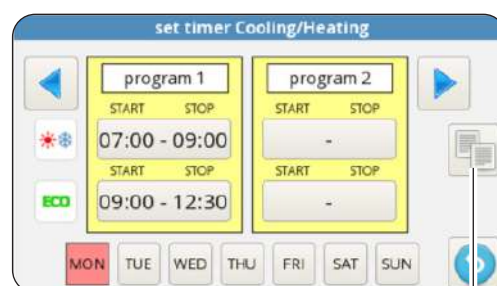 set timer Cooling/Heating
program 1 program 2
START STOP START STOP
07:00 - 09:00 -
START STOP START STOP
ECO 09:00 - 12:30 -
MON TUE WED THU FRI SAT SUN